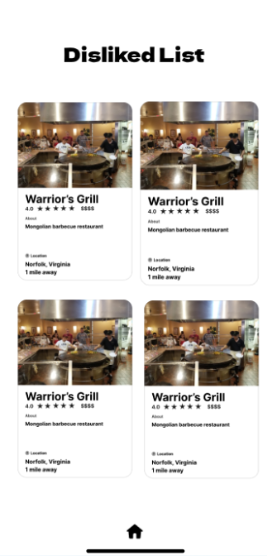 Disliked List
Warrior's Grill
4.0 ★ ★ ★ ★ ★ $$$$
About
Mongolian barbecue restaurant
Location
Norfolk, Virginia
1 mile away
Warrior's Grill
4.0 ★ ★ ★ ★ ★ $$$$
About
Mongolian barbecue restaurant
Location
Norfolk, Virginia
1 mile away
Warrior's Grill
4.0 ★ ★ ★ ★ ★ $$$$
About
Mongolian barbecue restaurant
Location
Norfolk, Virginia
1 mile away
Warrior's Grill
4.0 ★ ★ ★ ★ ★ $$$$
About
Mongolian barbecue restaurant
Location
Norfolk, Virginia
1 mile away